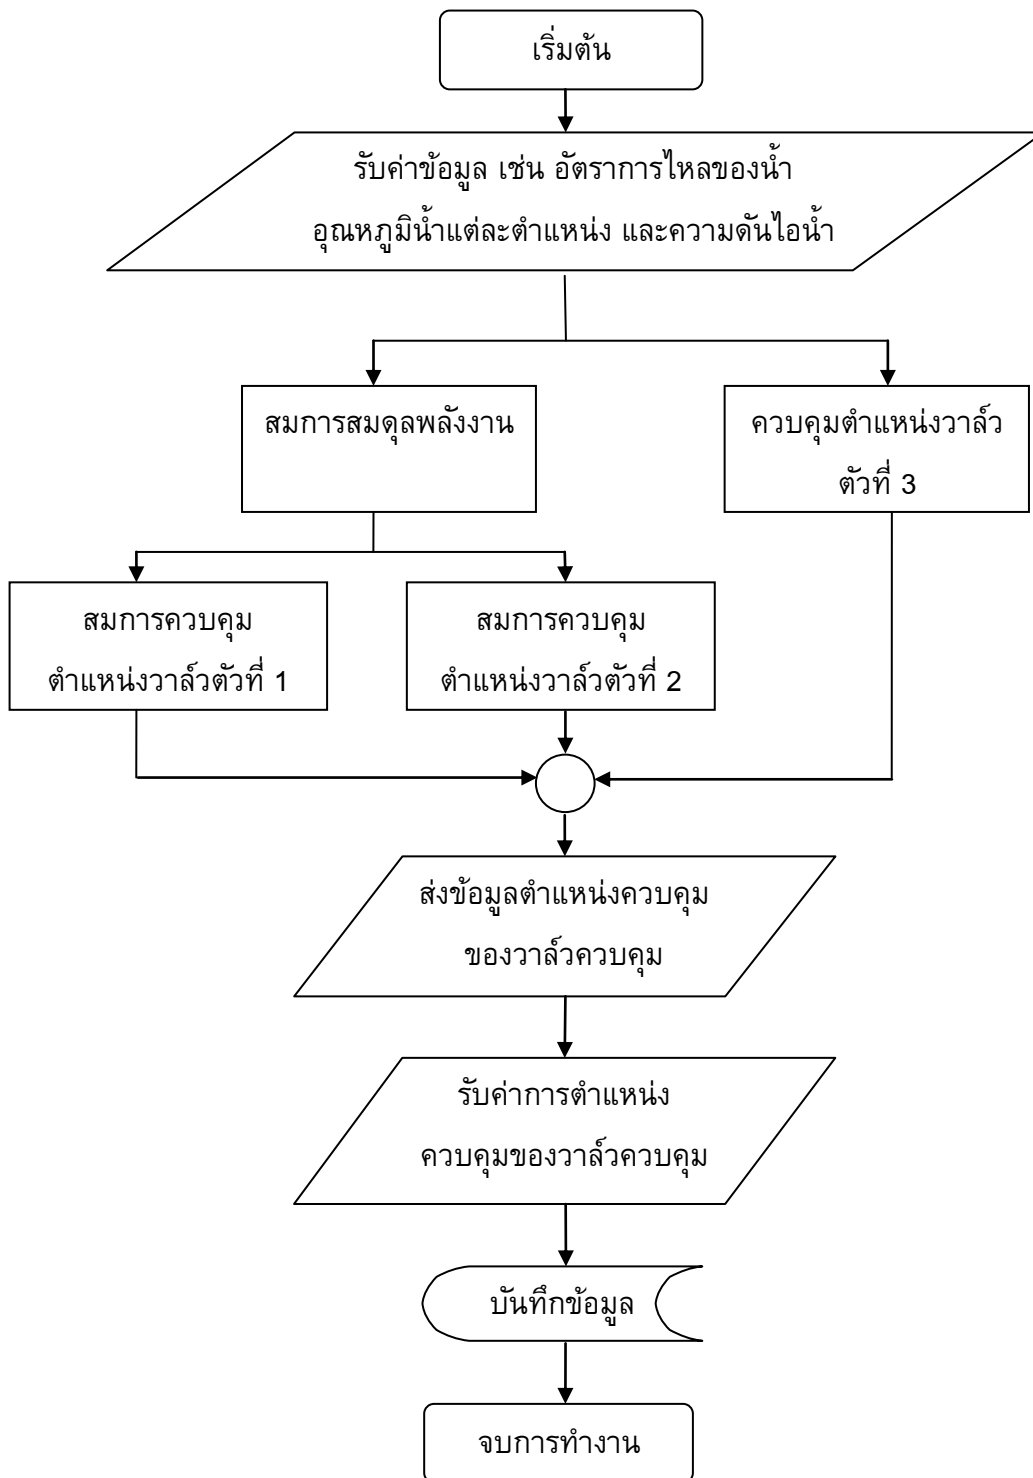 เริ่มต้น
รับค่าข้อมูล เช่น อัตราการไหลของน้ำ
อุณหภูมิน้ำแต่ละตำแหน่ง และความดันไอน้ำ
สมการสมดุลพลังงาน
ควบคุมตำแหน่งวาล์ว
ตัวที่ 3
สมการควบคุม
ตำแหน่งวาล์วตัวที่ 1
สมการควบคุม
ตำแหน่งวาล์วตัวที่ 2
ส่งข้อมูลตำแหน่งควบคุม
ของวาล์วควบคุม
รับค่าการตำแหน่ง
ควบคุมของวาล์วควบคุม
บันทึกข้อมูล
จบการทำงาน